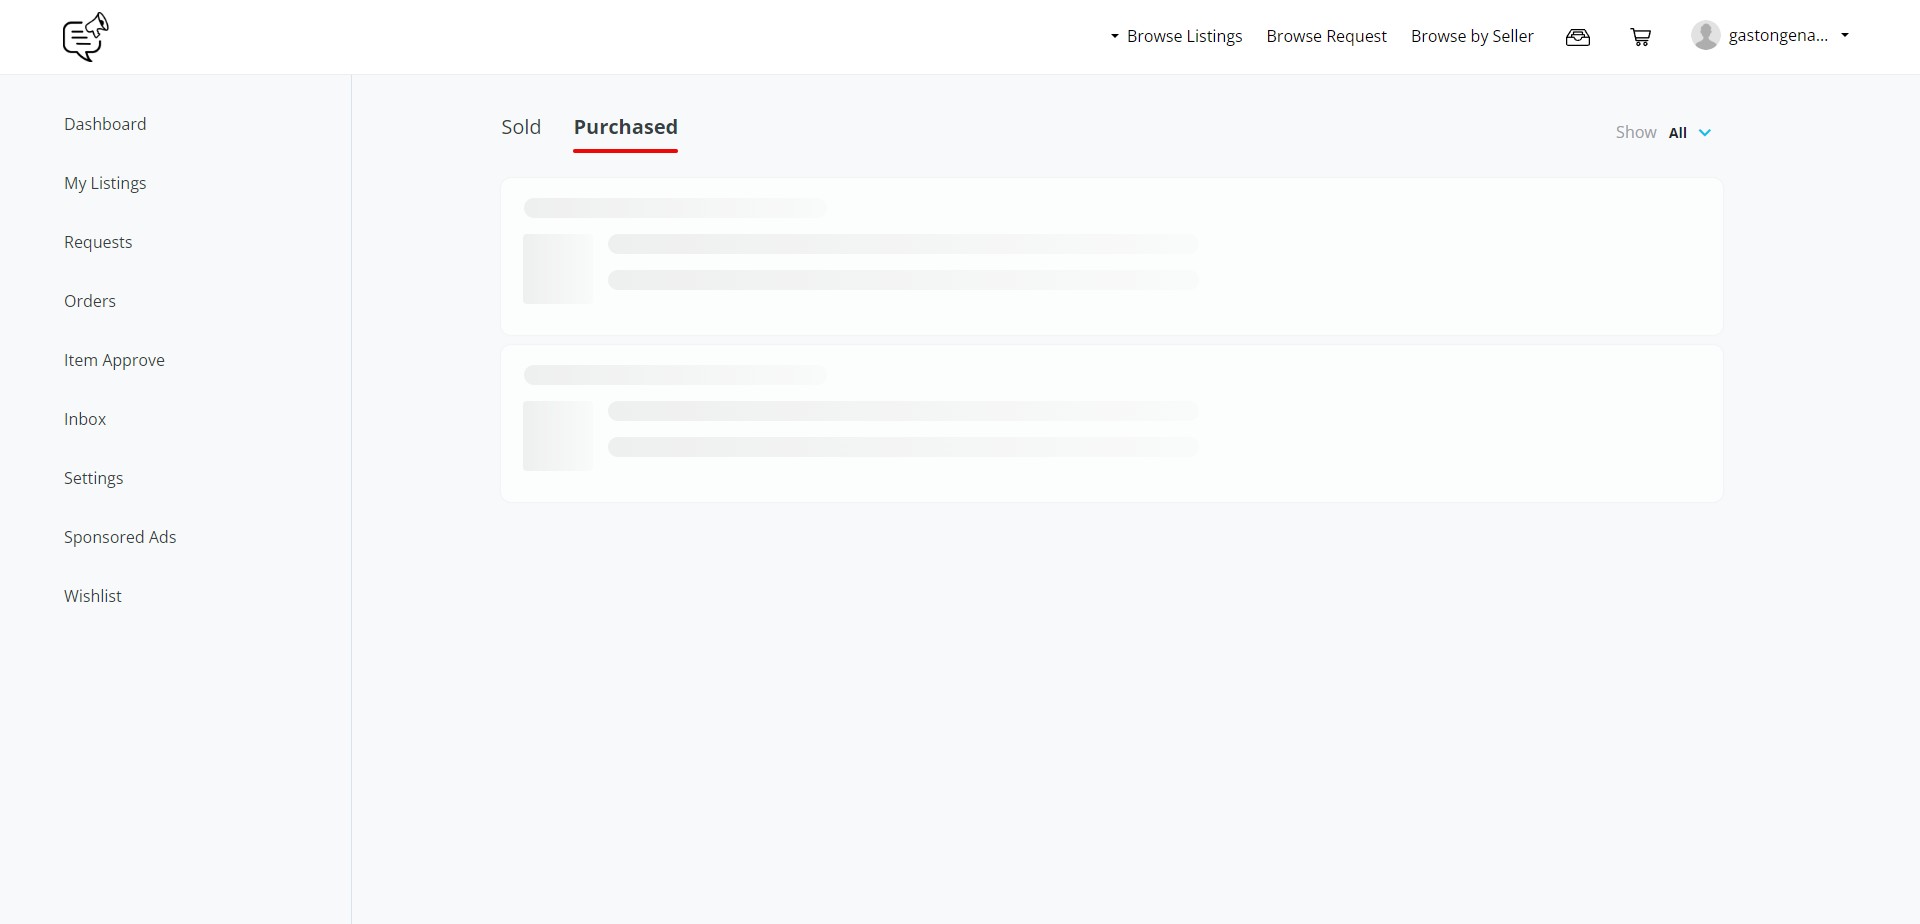 Browse Listings
Browse Request
Browse by Seller
gastongena...
Dashboard
My Listings
Requests
Orders
Item Approve
Inbox
Settings
Sponsored Ads
Wishlist
Sold
Purchased
Show All